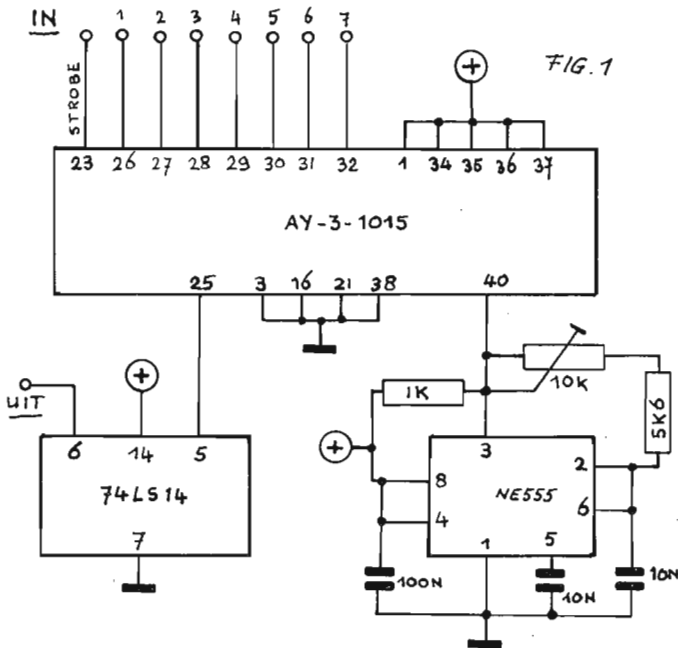 IN 1 2 3 4 5 6 7
FIG. 1
STROBE
23 26 27 28 29 30 31 32 1 34 35 36 37
AY-3-1015
25 3 16 21 38 40
10K
1K
5K6
UIT
6 14 5
74LS14
7
3
8 2
NE555
4 6
1 5
100N 10N 10N